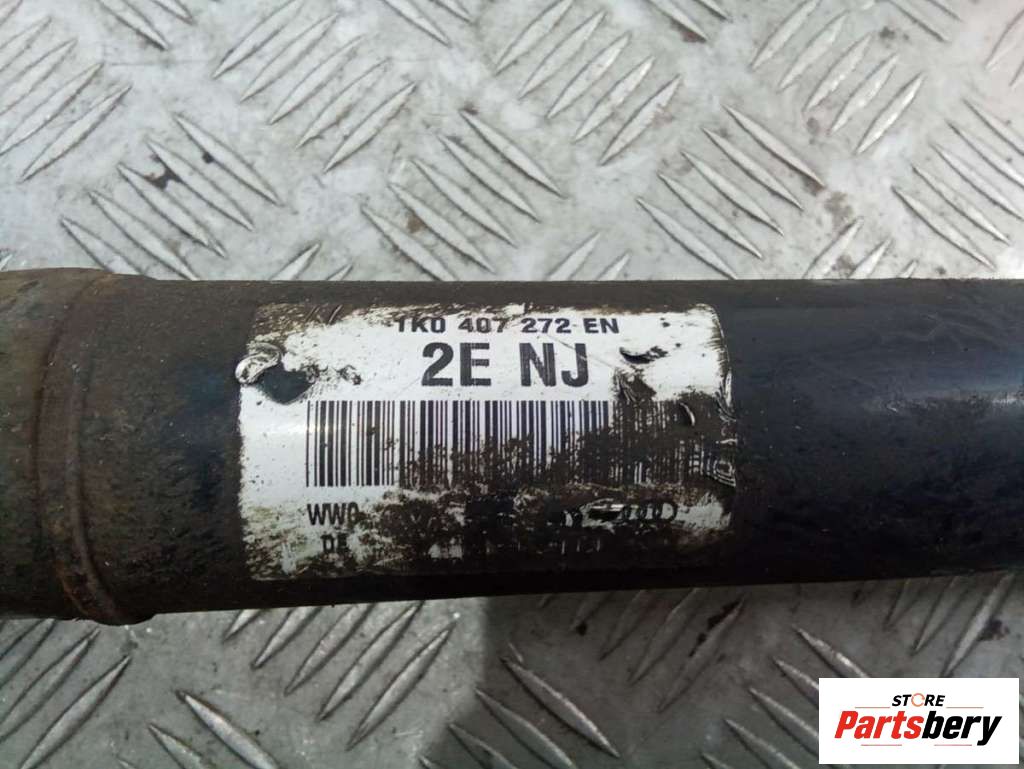 1K0 407 272 EN
2E NJ
STORE
Partsbery